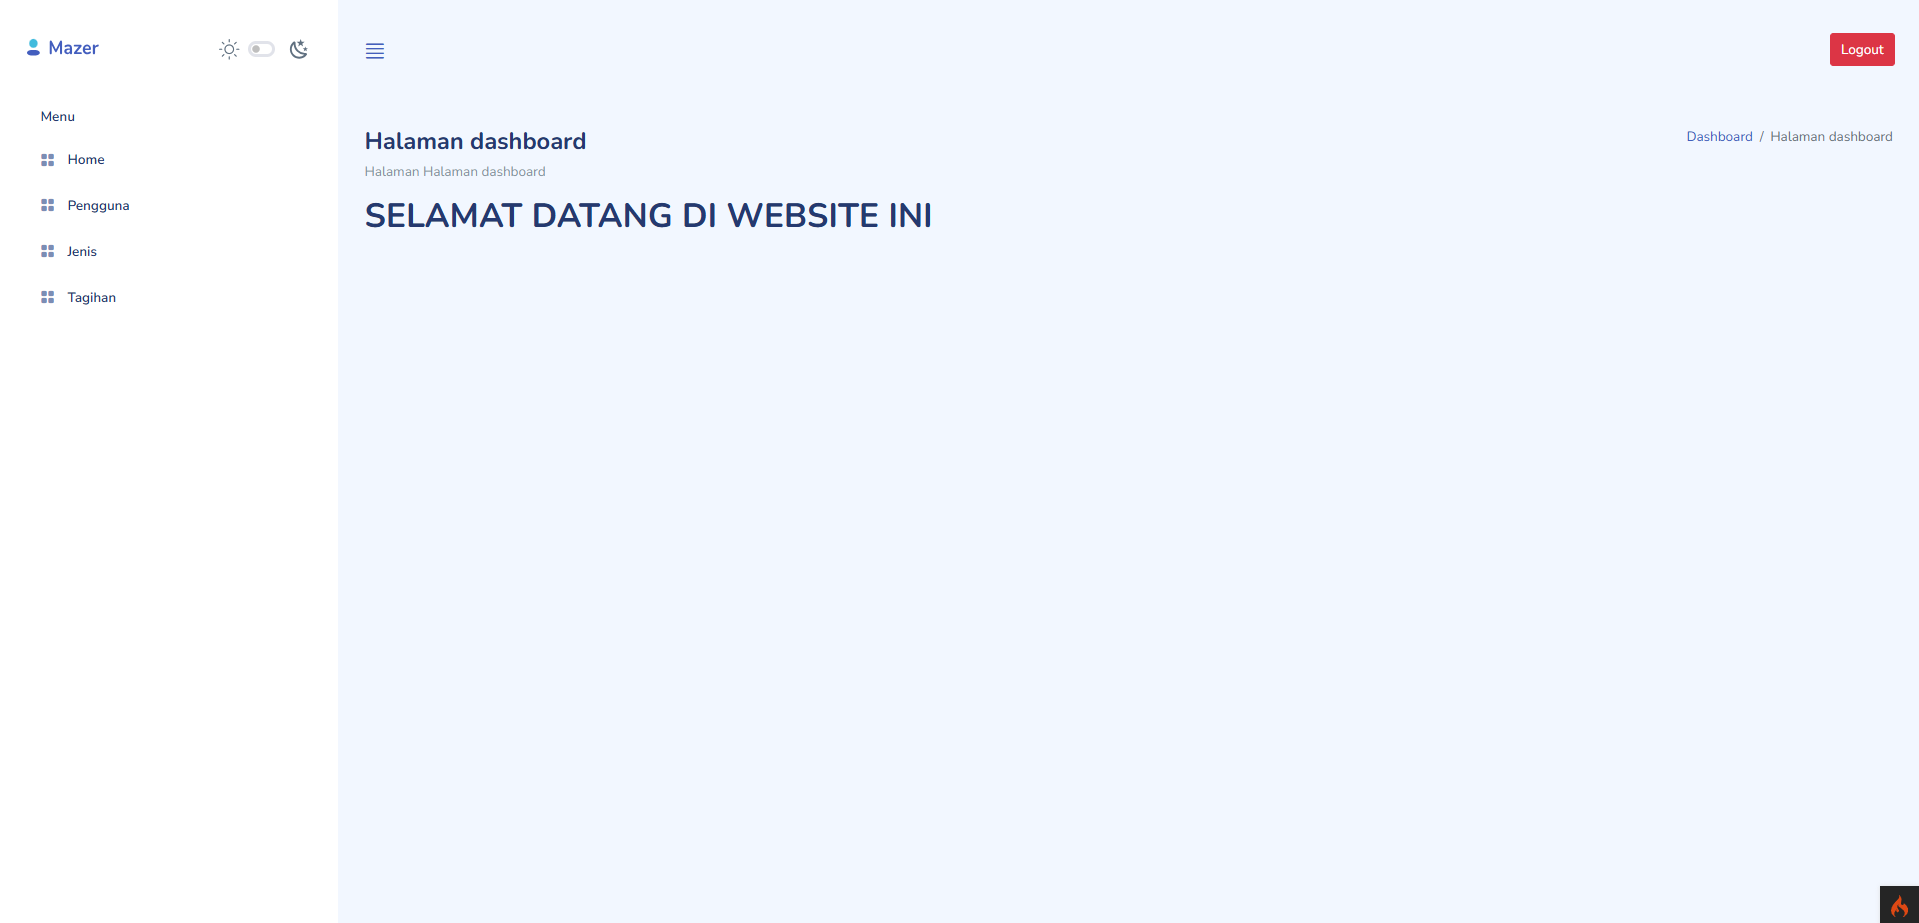 Mazer
Menu
Home
Pengguna
Jenis
Tagihan
Logout
Halaman dashboard
Halaman Halaman dashboard
Dashboard / Halaman dashboard
SELAMAT DATANG DI WEBSITE INI